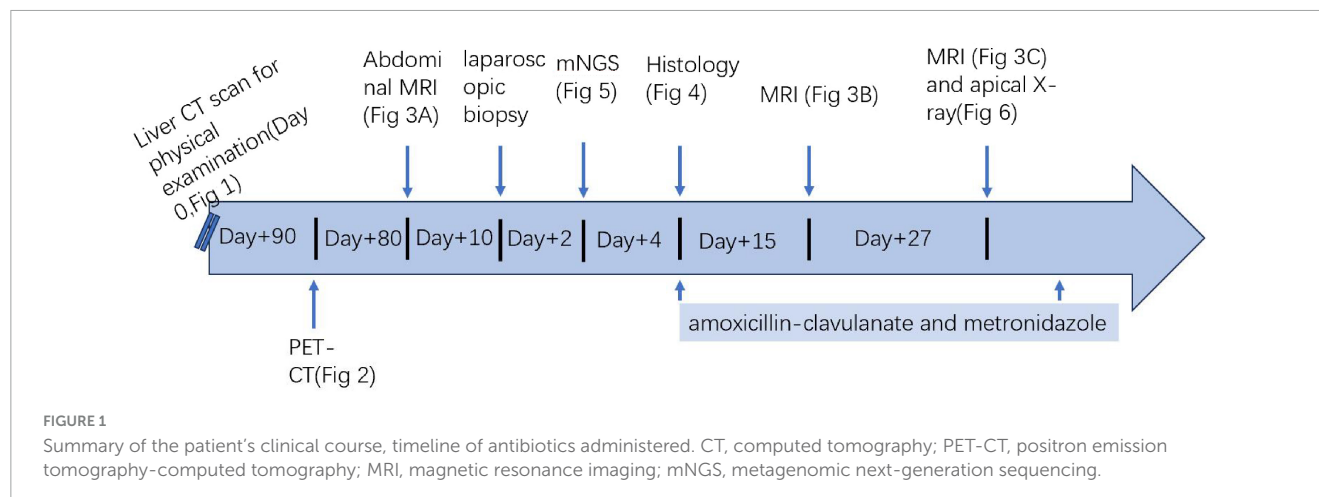 Liver CT scan for
physical
examination(Day
0,Fig 1)
Abdomi
nal MRI
(Fig 3A)
laparosc
opic
biopsy
mNGS
(Fig 5)
Histology
(Fig 4)
MRI (Fig 3B)
MRI (Fig 3C)
and apical X-
ray(Fig 6)
Day+90
Day+80
Day+10
Day+2
Day+4
Day+15
Day+27
PET-
CT(Fig 2)
amoxicillin-clavulanate and metronidazole
FIGURE 1
Summary of the patient's clinical course, timeline of antibiotics administered. CT, computed tomography; PET-CT, positron emission
tomography-computed tomography; MRI, magnetic resonance imaging; mNGS, metagenomic next-generation sequencing.